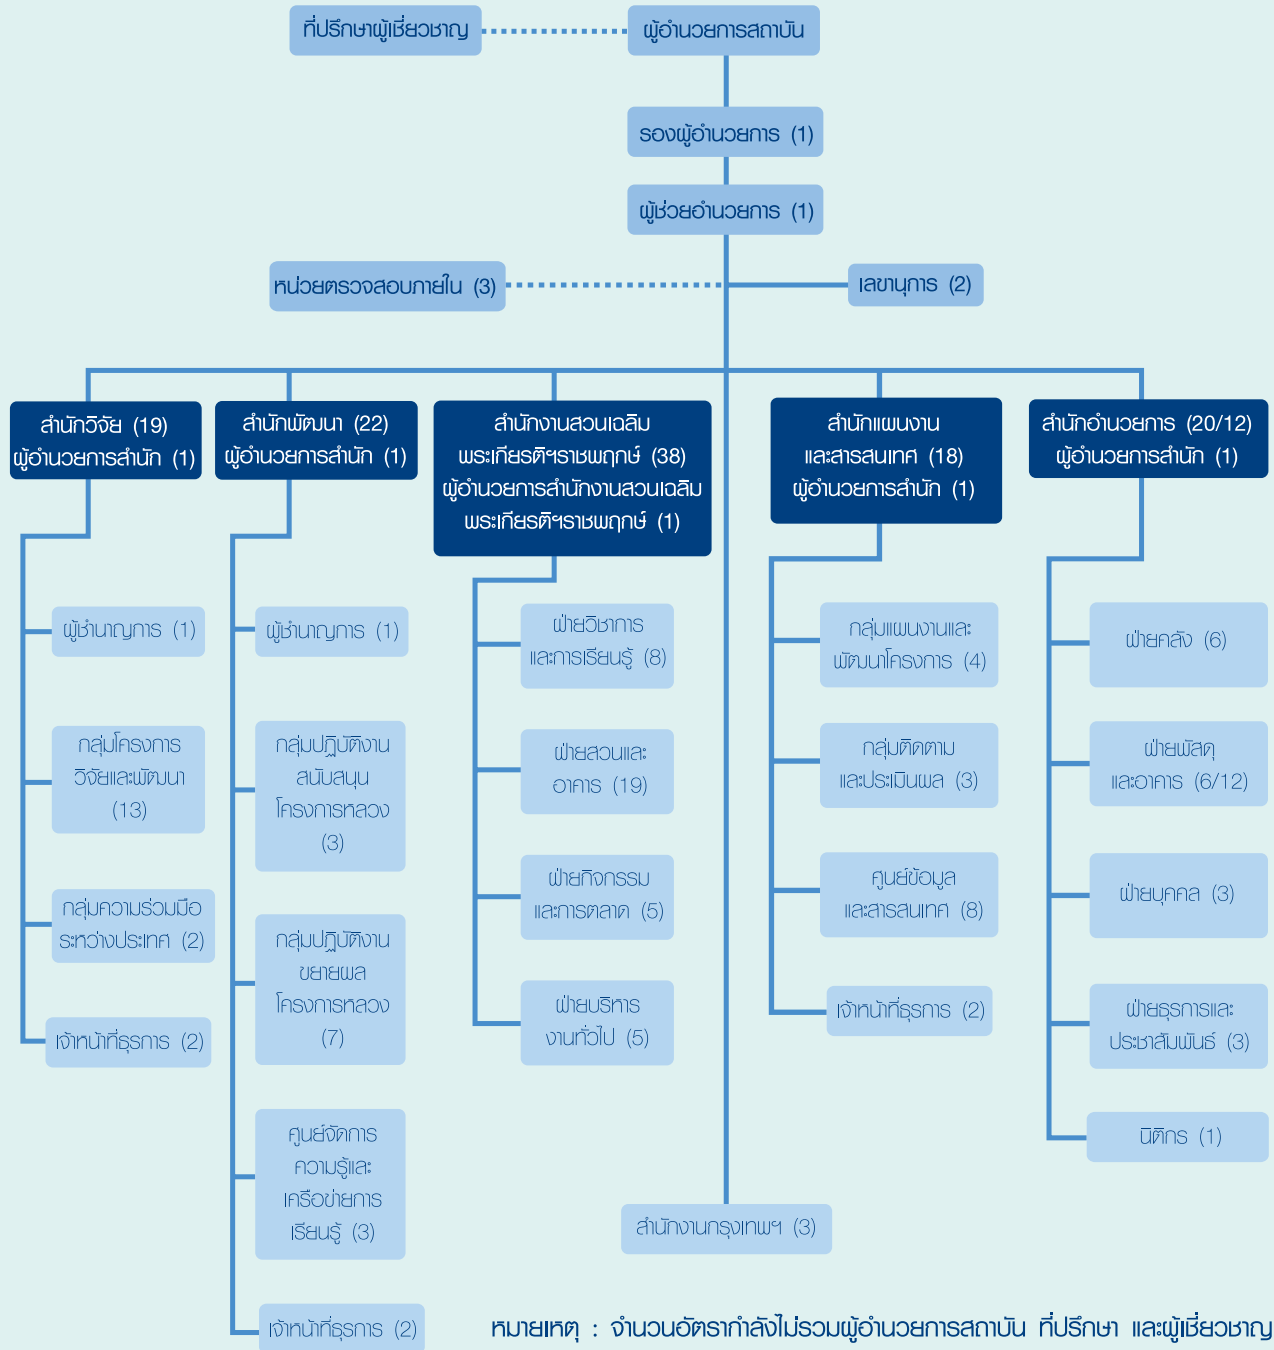 ที่ปรึกษาผู้เชี่ยวชาญ
ผู้อำนวยการสถาบัน
รองผู้อำนวยการ (1)
ผู้ช่วยอำนวยการ (1)
หน่วยตรวจสอบภายใน (3)
เลขานุการ (2)
สำนักวิจัย (19)
ผู้อำนวยการสำนัก (1)
ผู้ชำนาญการ (1)
กลุ่มโครงการ
วิจัยและพัฒนา
(13)
กลุ่มความร่วมมือ
ระหว่างประเทศ (2)
เจ้าหน้าที่ธุรการ (2)
สำนักพัฒนา (22)
ผู้อำนวยการสำนัก (1)
ผู้ชำนาญการ (1)
กลุ่มปฏิบัติงาน
สนับสนุน
โครงการหลวง
(3)
กลุ่มปฏิบัติงาน
ขยายผล
โครงการหลวง
(7)
ศูนย์จัดการ
ความรู้และ
เครือข่ายการ
เรียนรู้ (3)
เจ้าหน้าที่ธุรการ (2)
สำนักงานสวนเฉลิม
พระเกียรติฯราชพฤกษ์ (38)
ผู้อำนวยการสำนักงานสวนเฉลิม
พระเกียรติฯราชพฤกษ์ (1)
ฝ่ายวิชาการ
และการเรียนรู้ (8)
ฝ่ายสวนและ
อาคาร (19)
ฝ่ายกิจกรรม
และการตลาด (5)
ฝ่ายบริหาร
งานทั่วไป (5)
สำนักแผนงาน
และสารสนเทศ (18)
ผู้อำนวยการสำนัก (1)
กลุ่มแผนงานและ
พัฒนาโครงการ (4)
กลุ่มติดตาม
และประเมินผล (3)
ศูนย์ข้อมูล
และสารสนเทศ (8)
เจ้าหน้าที่ธุรการ (2)
สำนักอำนวยการ (20/12)
ผู้อำนวยการสำนัก (1)
ฝ่ายคลัง (6)
ฝ่ายพัสดุ
และอาคาร (6/12)
ฝ่ายบุคคล (3)
ฝ่ายธุรการและ
ประชาสัมพันธ์ (3)
นิติกร (1)
สำนักงานกรุงเทพฯ (3)
หมายเหตุ : จำนวนอัตรากำลังไม่รวมผู้อำนวยการสถาบัน ที่ปรึกษา และผู้เชี่ยวชาญ